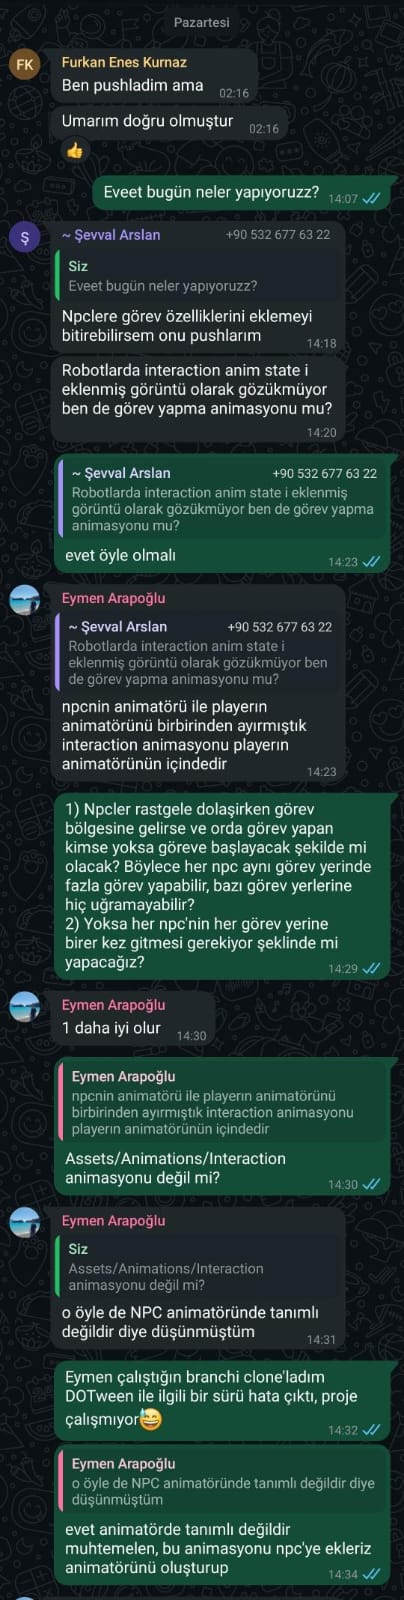 Pazartesi
FK
Furkan Enes Kurnaz
Ben pushladim ama
02:16
Umarım doğru olmuştur
02:16
Eveet bugün neler yapıyoruzz?
14:07
Ş
~ Şevval Arslan
+90 532 677 63 22
Siz
Eveet bugün neler yapıyoruzz?
Npclere görev özelliklerini eklemeyi
bitirebilirsem onu pushlarım
14:18
Robotlarda interaction anim state i
eklenmiş görüntü olarak gözükmüyor
ben de görev yapma animasyonu mu?
14:20
~ Şevval Arslan
+90 532 677 63 22
Robotlarda interaction anim state i eklenmiş
görüntü olarak gözükmüyor ben de görev yapma
animasyonu mu?
evet öyle olmalı
14:23
Eymen Arapoğlu
~ Şevval Arslan
+90 532 677 63 22
Robotlarda interaction anim state i
eklenmiş görüntü olarak gözükmüyor ben
de görev yapma animasyonu mu?
npcnin animatörü ile playerın
animatörünü birbirinden ayırmıştık
interaction animasyonu playerın
animatörünün içindedir
14:23
1) Npcler rastgele dolaşirken görev
bölgesine gelirse ve orda görev yapan
kimse yoksa göreve başlayacak şekilde mi
olacak? Böylece her npc aynı görev yerinde
fazla görev yapabilir, bazı görev yerlerine
hiç uğramayabilir?
2) Yoksa her npc'nin her görev yerine
birer kez gitmesi gerekiyor şeklinde mi
yapacağız?
14:29
Eymen Arapoğlu
1 daha iyi olur
14:30
Eymen Arapoğlu
npcnin animatörü ile playerın animatörünü
birbirinden ayırmıştık interaction animasyonu
playerın animatörünün içindedir
Assets/Animations/Interaction
animasyonu değil mi?
14:30
Eymen Arapoğlu
Siz
Assets/Animations/Interaction
animasyonu değil mi?
o öyle de NPC animatöründe tanımlı
değildir diye düşünmüştüm
14:31
Eymen çalıştığın branchi clone'ladım
DOTween ile ilgili bir sürü hata çıktı, proje
çalışmıyor😅
14:32
Eymen Arapoğlu
o öyle de NPC animatöründe tanımlı değildir diye
düşünmüştüm
evet animatörde tanımlı değildir
muhtemelen, bu animasyonu npc'ye ekleriz
animatörünü oluşturup
14:34